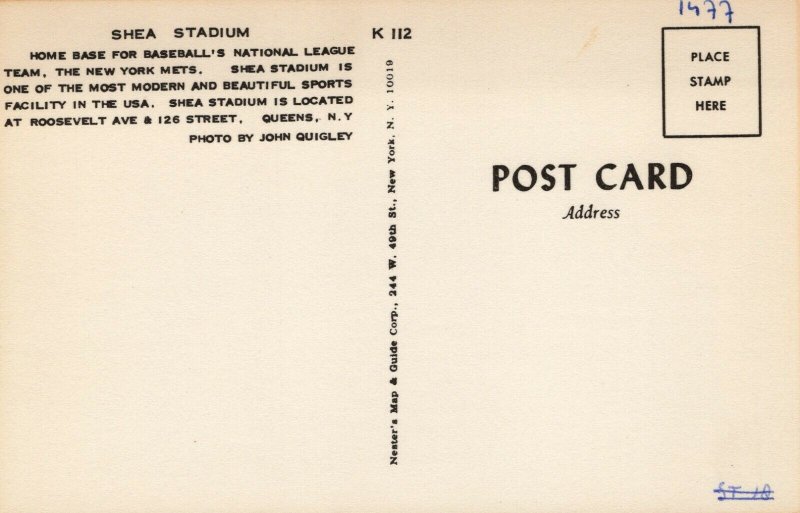 SHEA STADIUM
HOME BASE FOR BASEBALL'S NATIONAL LEAGUE
TEAM, THE NEW YORK METS. SHEA STADIUM IS
ONE OF THE MOST MODERN AND BEAUTIFUL SPORTS
FACILITY IN THE USA. SHEA STADIUM IS LOCATED
AT ROOSEVELT AVE & 126 STREET, QUEENS, N.Y
PHOTO BY JOHN QUIGLEY
K 112
Nester's Map & Guide Corp., 244 W. 49th St., New York, N. Y. 10019
1477
PLACE
STAMP
HERE
POST CARD
Address